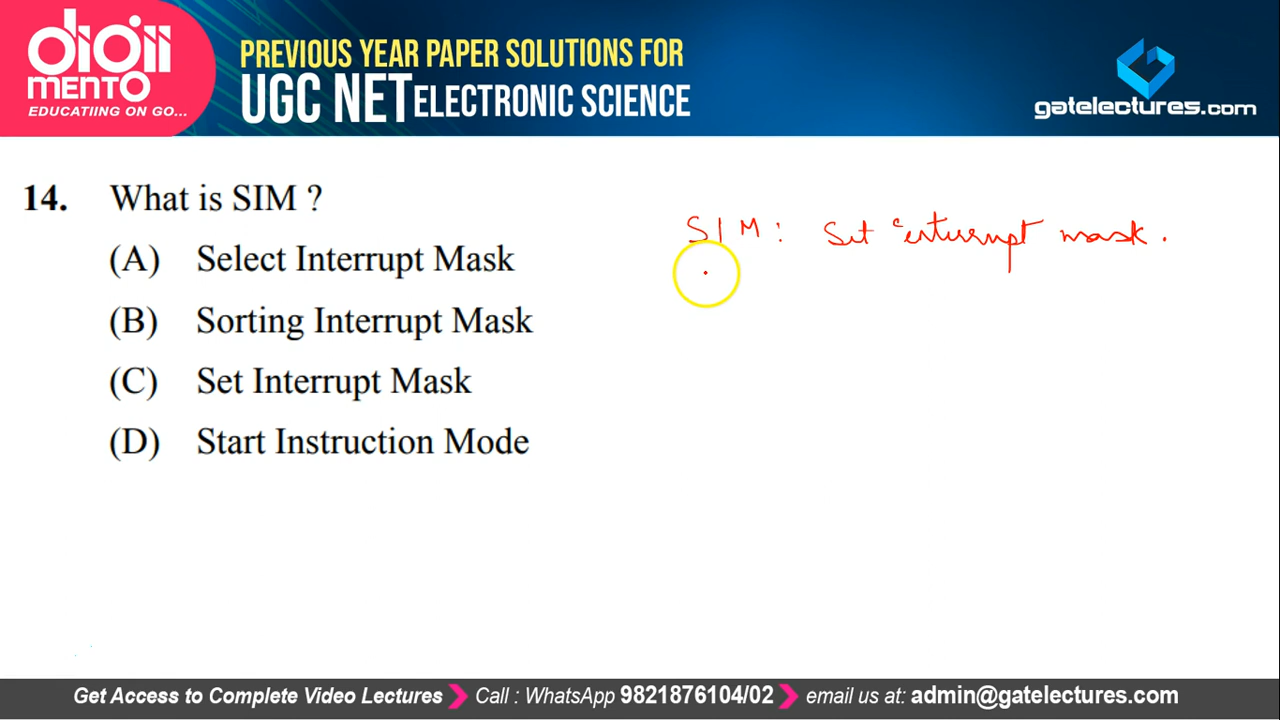 digii
MENTO
EDUCATIING ON GO...
PREVIOUS YEAR PAPER SOLUTIONS FOR
UGC NET ELECTRONIC SCIENCE
gatelectures.com
14. What is SIM ?
SIM : Set interrupt mask.
(A) Select Interrupt Mask
(B) Sorting Interrupt Mask
(C) Set Interrupt Mask
(D) Start Instruction Mode
Get Access to Complete Video Lectures Call : WhatsApp 9821876104/02 email us at: admin@gatelectures.com